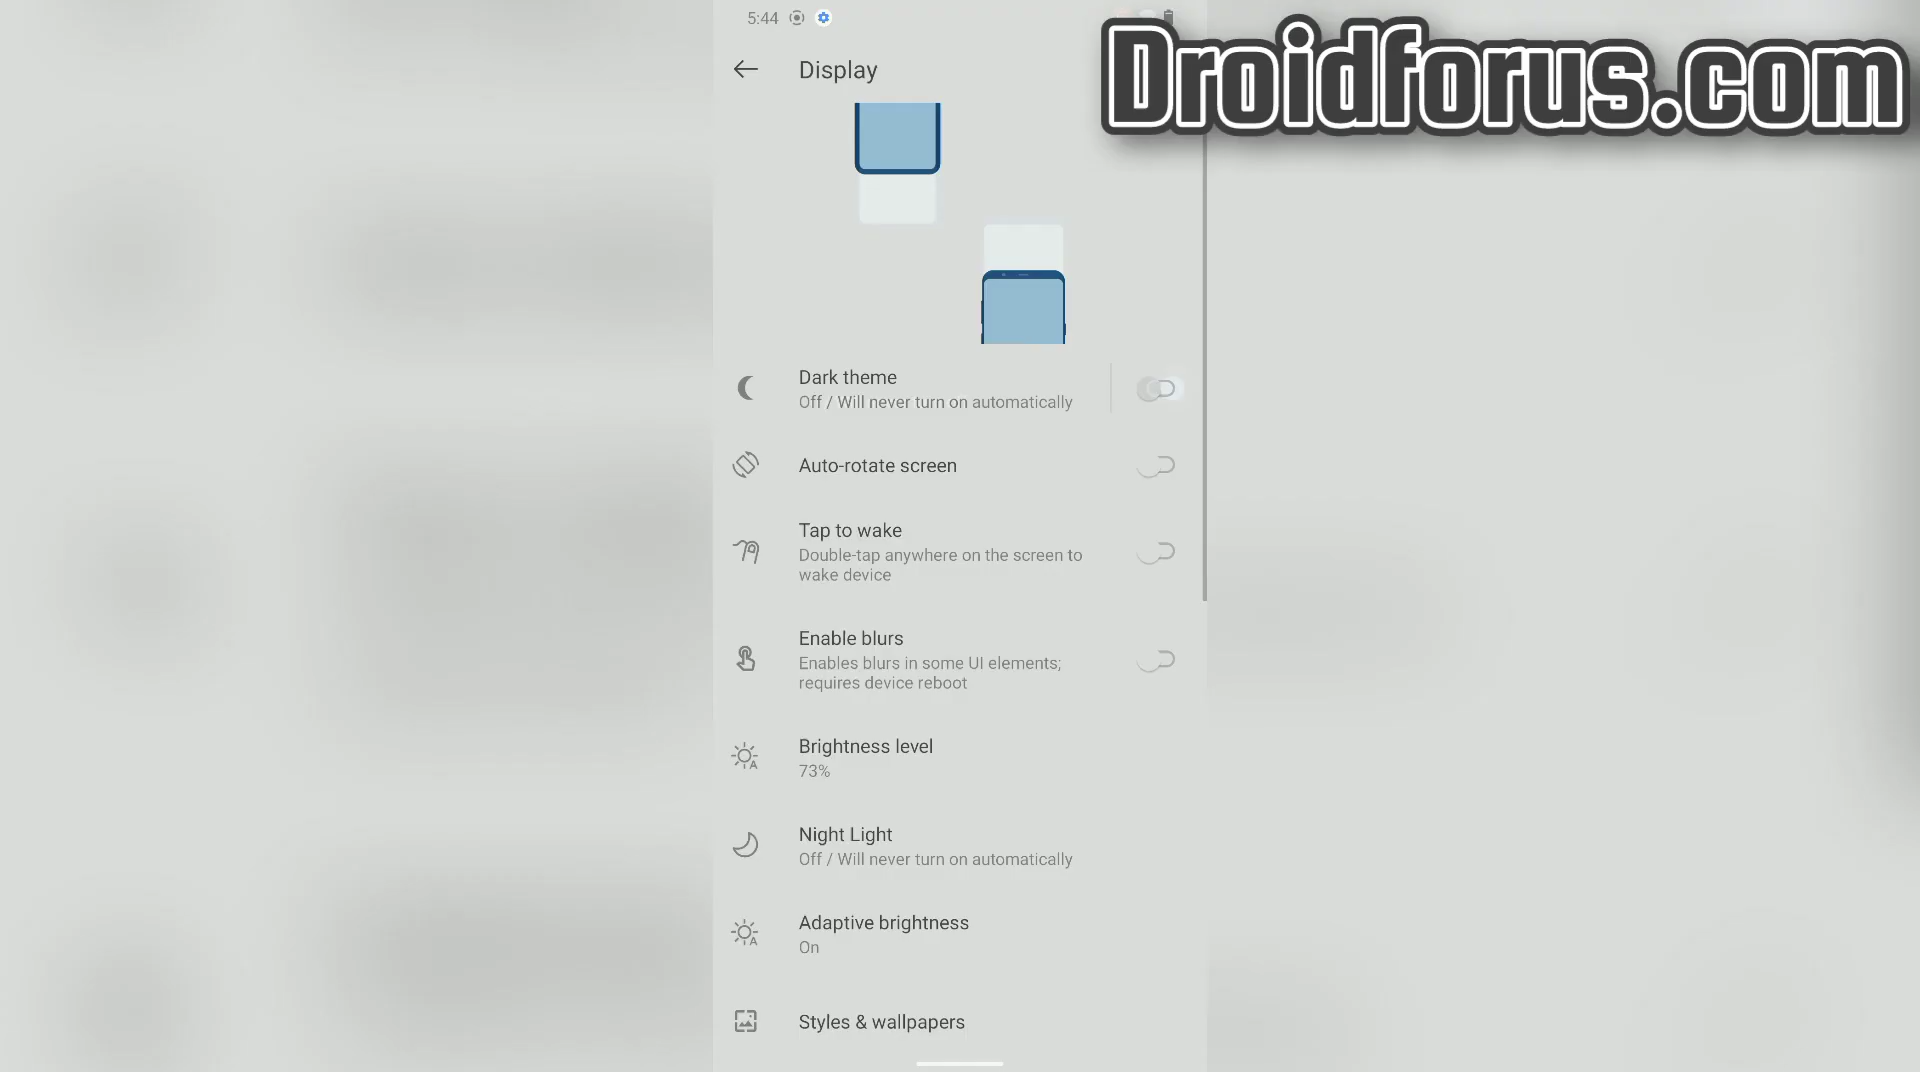 5:44
Droidforus.com
Display
Dark theme
Off / Will never turn on automatically
Auto-rotate screen
Tap to wake
Double-tap anywhere on the screen to
wake device
Enable blurs
Enables blurs in some UI elements;
requires device reboot
Brightness level
73%
Night Light
Off / Will never turn on automatically
Adaptive brightness
On
Styles & wallpapers